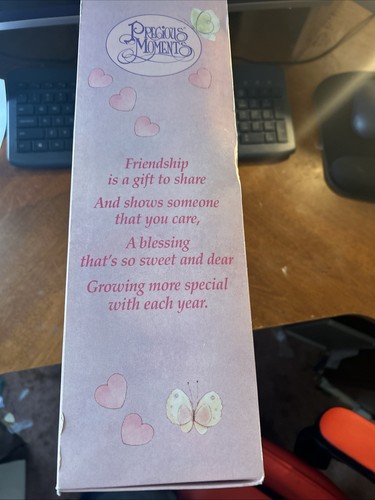 Precious
Moments
Friendship
is a gift to share
And shows someone
that you care,
A blessing
that's so sweet and dear
Growing more special
with each year.